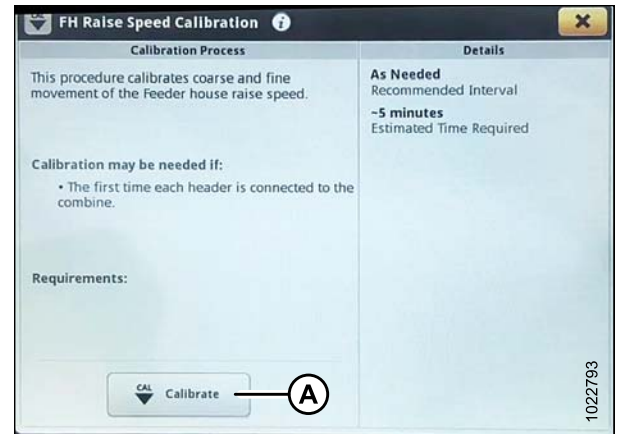 FH Raise Speed Calibration i
Calibration Process
Details
This procedure calibrates coarse and fine
movement of the Feeder house raise speed.
Calibration may be needed if:
• The first time each header is connected to the
combine.
Requirements:
As Needed
Recommended Interval
~5 minutes
Estimated Time Required
CAL
Calibrate
A
1022793